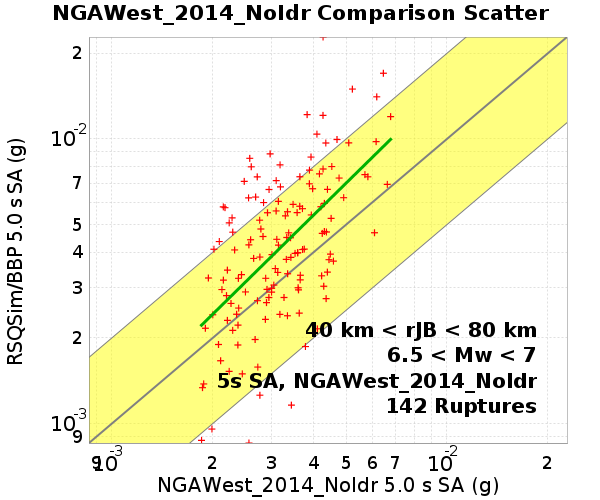 NGAWest_2014_NoIdr Comparison Scatter
RSQSim/BBP 5.0 s SA (g)
2
10-2
7
5
4
3
2
10-3
9
40 km < rJB < 80 km
6.5 < Mw < 7
5s SA, NGAWest_2014_NoIdr
142 Ruptures
9 10-3 2 3 4 5 6 7 10-2 2
NGAWest_2014_NoIdr 5.0 s SA (g)